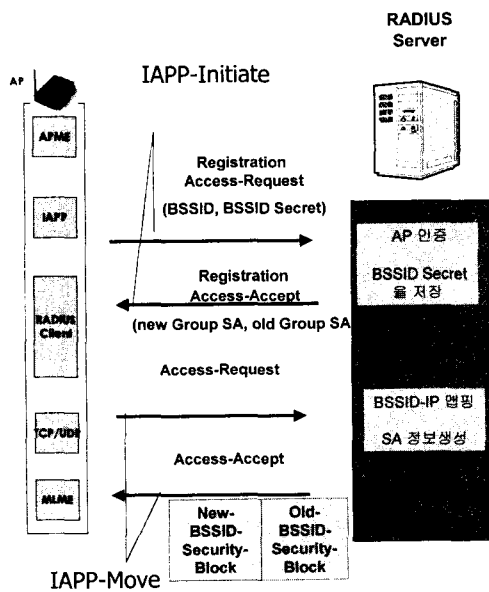 RADIUS
Server
IAPP-Initiate
AP
APME
Registration
Access-Request
(BSSID, BSSID Secret)
IAPP
AP 인증
BSSID Secret
을 저장
Registration
Access-Accept
(new Group SA, old Group SA
RADIUS
Client
Access-Request
BSSID-IP 맵핑
SA 정보생성
TCP/UDP
Access-Accept
MLME
New-
BSSID-
Security-
Block
Old-
BSSID-
Security-
Block
IAPP-Move